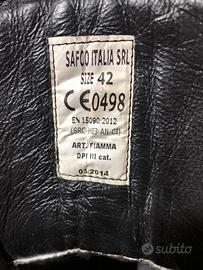 SAFCO ITALIA SRL
SIZE 42
CE0498
EN 15090:2012
(SRC-HI3-AN-CI)
ART. FIAMMA
DPI III cat.
05/2014
subito